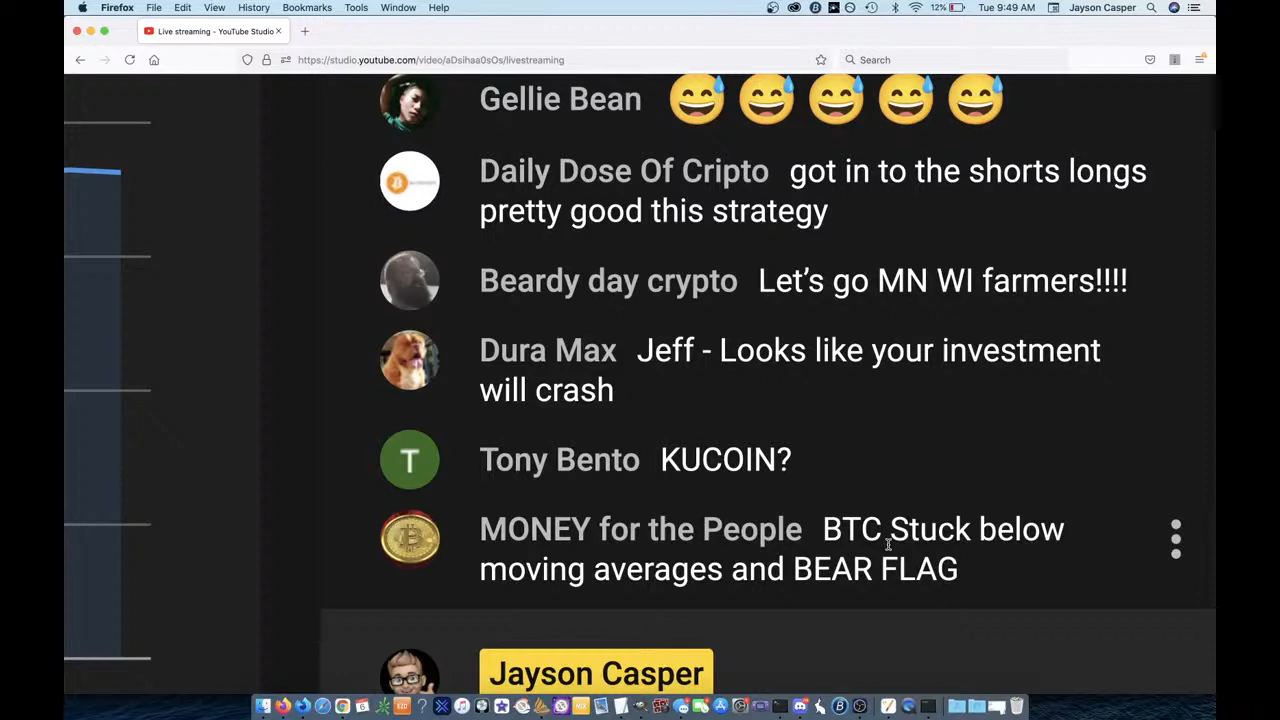 Firefox File Edit View History Bookmarks Tools Window Help 12% Tue 9:49 AM Jayson Casper
Live streaming - YouTube Studio
https://studio.youtube.com/video/aDsihaa0sOs/livestreaming Search
Gellie Bean 😅😅😅😅😅
Daily Dose Of Cripto got in to the shorts longs
pretty good this strategy
Beardy day crypto Let's go MN WI farmers!!!!
Dura Max Jeff - Looks like your investment
will crash
T Tony Bento KUCOIN?
MONEY for the People BTC Stuck below
moving averages and BEAR FLAG
Jayson Casper